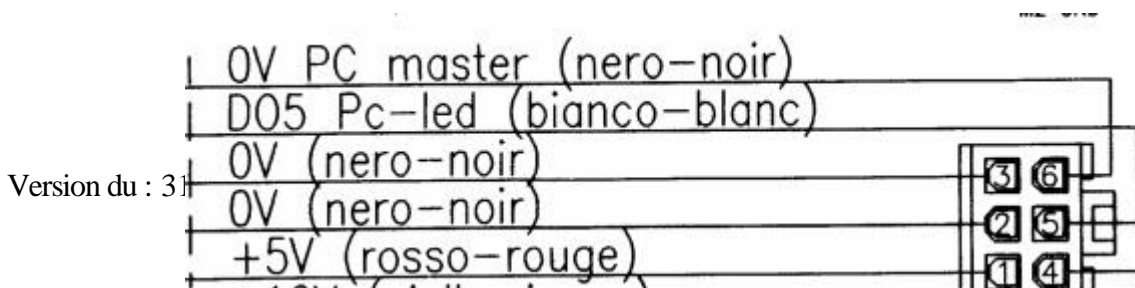 0V PC master (nero-noir)
DO5 Pc-led (bianco-blanc)
0V (nero-noir)
3 6
Version du : 31
0V (nero-noir)
2 5
+5V (rosso-rouge)
1 4